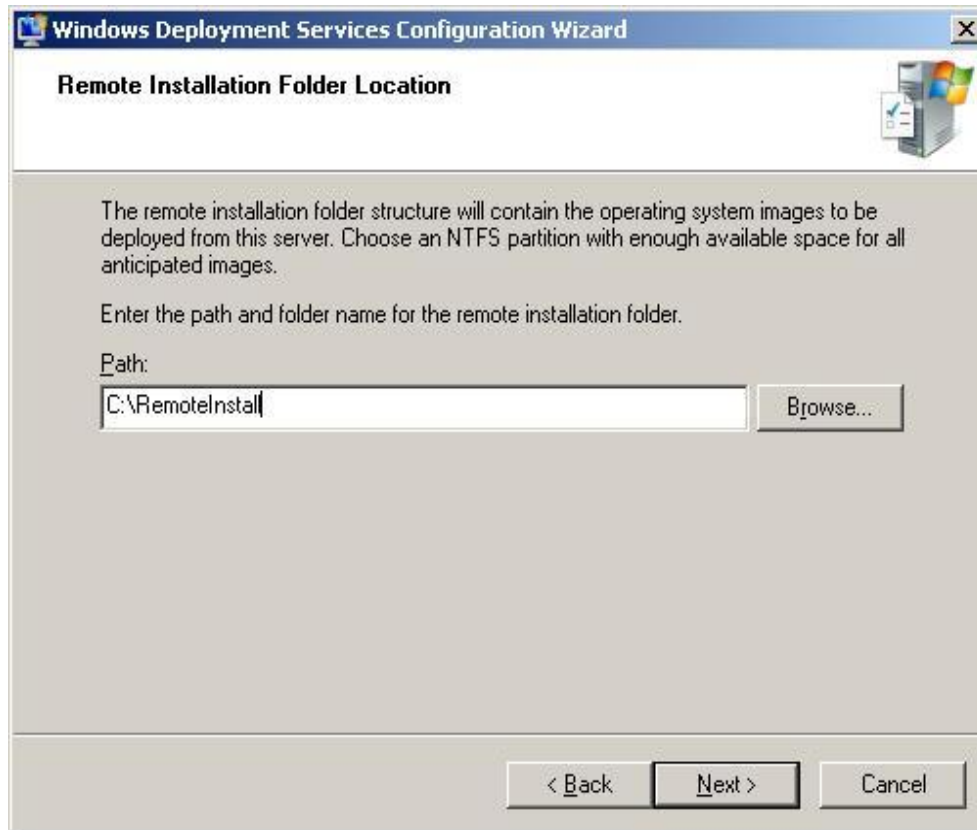 Windows Deployment Services Configuration Wizard
Remote Installation Folder Location
The remote installation folder structure will contain the operating system images to be
deployed from this server. Choose an NTFS partition with enough available space for all
anticipated images.
Enter the path and folder name for the remote installation folder.
Path:
C:\RemoteInstall
Browse...
< Back
Next >
Cancel